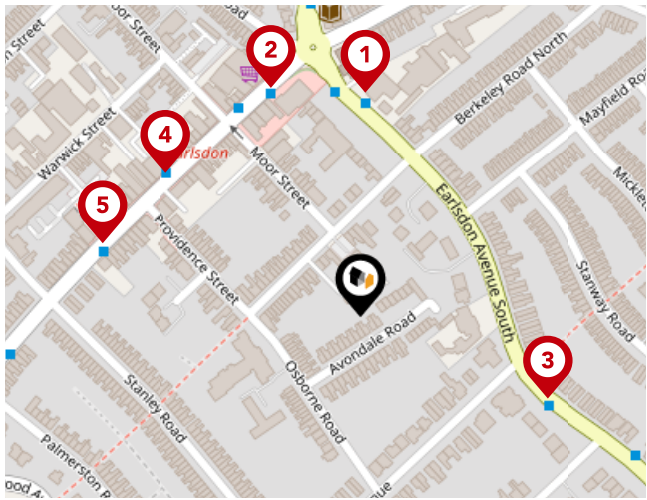 Moor Street
Road
2
1
Berkeley Road North
Mayfield Road
Warwick Street
4
Earlsdon
Moor Street
5
Providence Street
Earlsdon Avenue South
Stanway Road
Avondale Road
Osborne Road
3
Stanley Road
Palmerston R